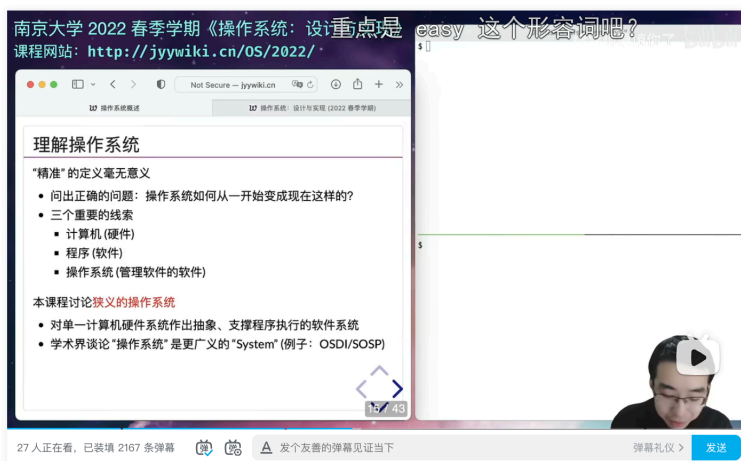 南京大学 2022 春季学期《操作系统：设计与实现》
重点是 easy 这个形容词吧？
课程网站：http://jyywiki.cn/OS/2022/
Not Secure — jyywiki.cn
操作系统概述
操作系统：设计与实现 (2022 春季学期)
理解操作系统
“精准” 的定义毫无意义
• 问出正确的问题：操作系统如何从一开始变成现在这样的?
• 三个重要的线索
▪ 计算机 (硬件)
▪ 程序 (软件)
▪ 操作系统 (管理软件的软件)
本课程讨论狭义的操作系统
• 对单一计算机硬件系统作出抽象、支撑程序执行的软件系统
• 学术界谈论 “操作系统” 是更广义的 “System” (例子：OSDI/SOSP)
/ 43
$
$
27 人正在看，已装填 2167 条弹幕
弹
弹
A
发个友善的弹幕见证当下
弹幕礼仪 >
发送